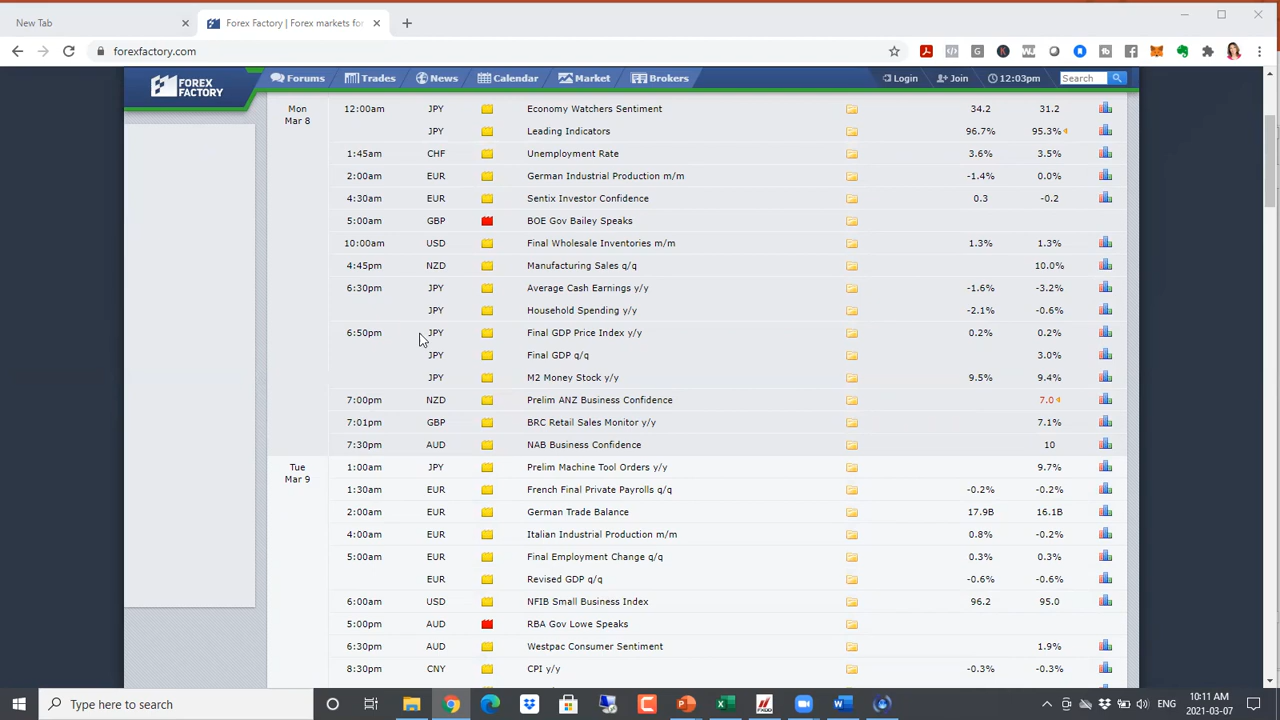 New Tab
Forex Factory | Forex markets for
forexfactory.com
FOREX FACTORY
Forums Trades News Calendar Market Brokers Login Join 12:03pm Search
Mon 12:00am JPY Economy Watchers Sentiment 34.2 31.2
Mar 8
JPY Leading Indicators 96.7% 95.3%
1:45am CHF Unemployment Rate 3.6% 3.5%
2:00am EUR German Industrial Production m/m -1.4% 0.0%
4:30am EUR Sentix Investor Confidence 0.3 -0.2
5:00am GBP BOE Gov Bailey Speaks
10:00am USD Final Wholesale Inventories m/m 1.3% 1.3%
4:45pm NZD Manufacturing Sales q/q 10.0%
6:30pm JPY Average Cash Earnings y/y -1.6% -3.2%
JPY Household Spending y/y -2.1% -0.6%
6:50pm JPY Final GDP Price Index y/y 0.2% 0.2%
JPY Final GDP q/q 3.0%
JPY M2 Money Stock y/y 9.5% 9.4%
7:00pm NZD Prelim ANZ Business Confidence 7.0
7:01pm GBP BRC Retail Sales Monitor y/y 7.1%
7:30pm AUD NAB Business Confidence 10
Tue 1:00am JPY Prelim Machine Tool Orders y/y 9.7%
Mar 9
1:30am EUR French Final Private Payrolls q/q -0.2% -0.2%
2:00am EUR German Trade Balance 17.9B 16.1B
4:00am EUR Italian Industrial Production m/m 0.8% -0.2%
5:00am EUR Final Employment Change q/q 0.3% 0.3%
EUR Revised GDP q/q -0.6% -0.6%
6:00am USD NFIB Small Business Index 96.2 95.0
5:00pm AUD RBA Gov Lowe Speaks
6:30pm AUD Westpac Consumer Sentiment 1.9%
8:30pm CNY CPI y/y -0.3% -0.3%
Type here to search
ENG
10:11 AM
2021-03-07